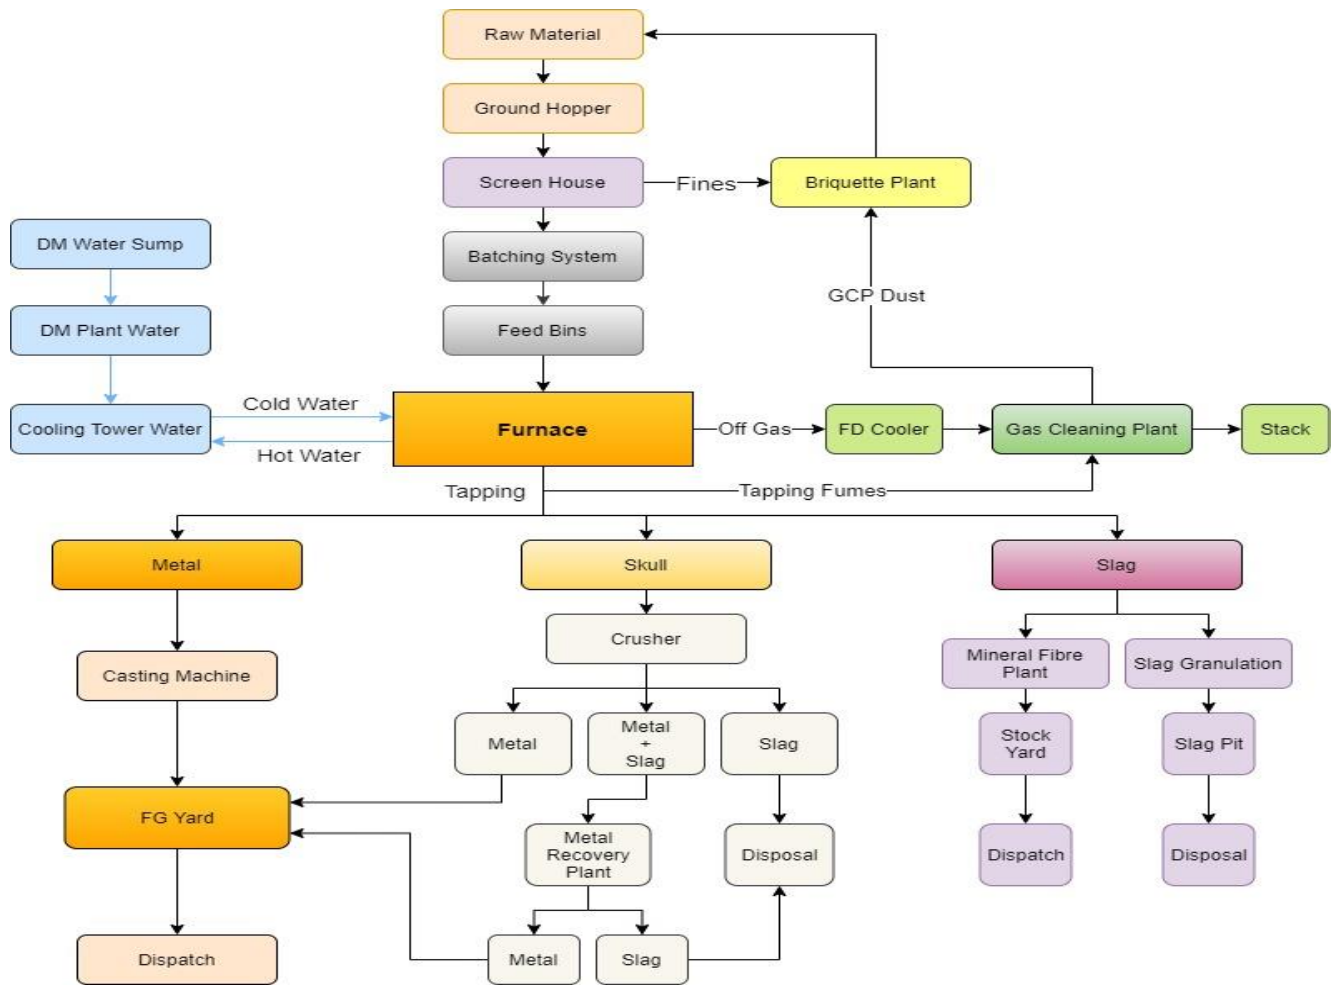 Raw Material
Ground Hopper
Screen House
Fines
Briquette Plant
DM Water Sump
Batching System
GCP Dust
DM Plant Water
Feed Bins
Cold Water
Cooling Tower Water
Furnace
Off Gas
FD Cooler
Gas Cleaning Plant
Stack
Hot Water
Tapping
Tapping Fumes
Metal
Skull
Slag
Crusher
Mineral Fibre
Plant
Slag Granulation
Casting Machine
Metal
Metal
+
Slag
Slag
Stock
Yard
Slag Pit
FG Yard
Metal
Recovery
Plant
Disposal
Dispatch
Disposal
Dispatch
Metal
Slag